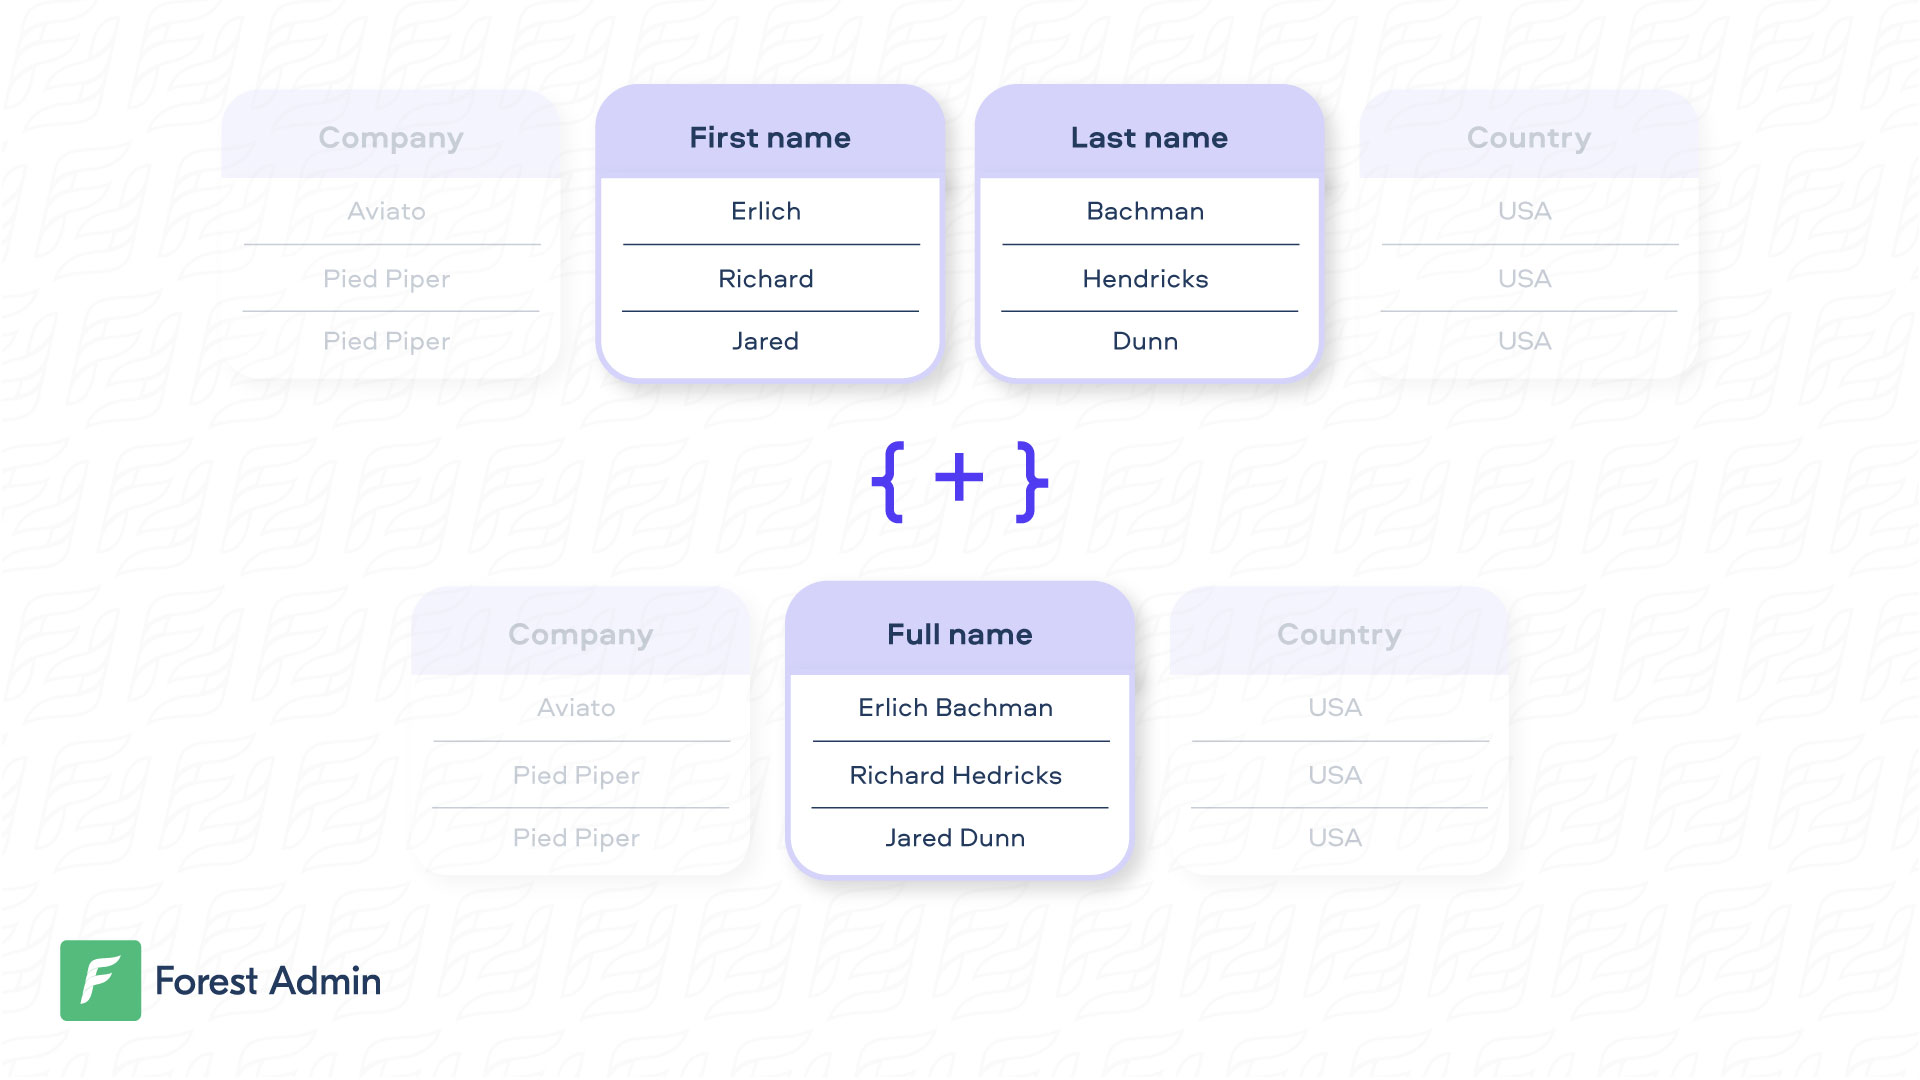 Company First name Last name Country
Aviato Erlich Bachman USA
Pied Piper Richard Hendricks USA
Pied Piper Jared Dunn USA
{ + }
Company Full name Country
Aviato Erlich Bachman USA
Pied Piper Richard Hedricks USA
Pied Piper Jared Dunn USA
F Forest Admin